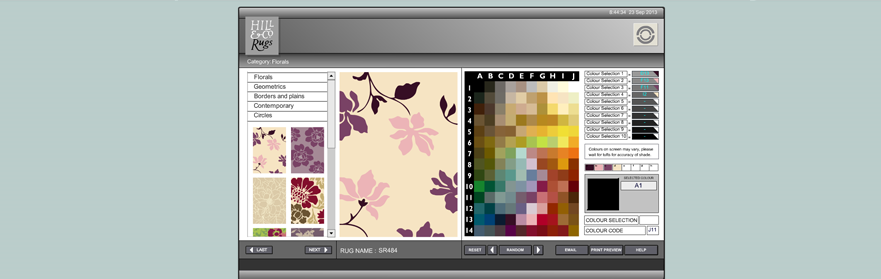 9:44:34 23 Sep 2013
HILL
& Co
Rugs
Category: Florals
Florals
Geometrics
Borders and plains
Contemporary
Circles
A B C D E F G H I J
1
2
3
4
5
6
7
8
9
10
11
12
13
14
Colour Selection 1
Colour Selection 2
Colour Selection 3
Colour Selection 4
Colour Selection 5
Colour Selection 6
Colour Selection 7
Colour Selection 8
Colour Selection 9
Colour Selection 10
Colours on screen may vary, please
wait for tufts for accuracy of shade
SELECTED COLOUR
A1
COLOUR SELECTION
COLOUR CODE J11
LAST
NEXT
RUG NAME : SR484
RESET
RANDOM
EMAIL
PRINT PREVIEW
HELP